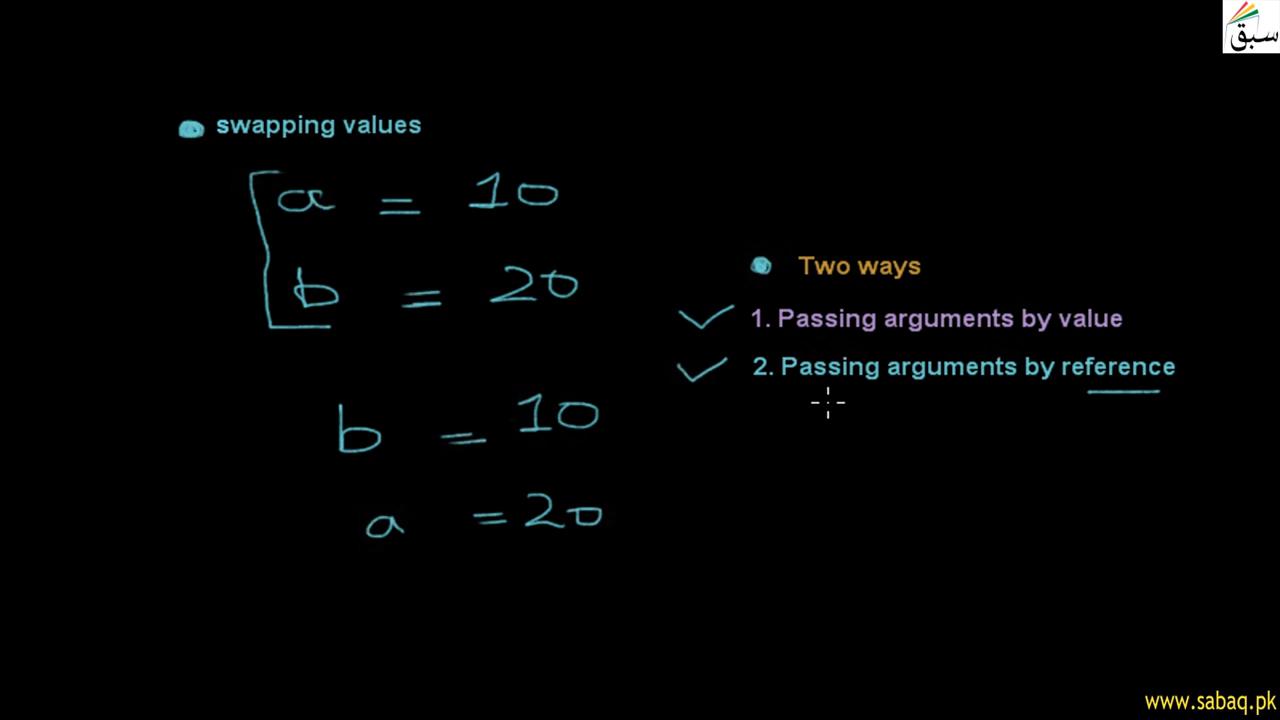 سبق
swapping values
a = 10
b = 20
b = 10
a = 20
Two ways
1. Passing arguments by value
2. Passing arguments by reference
www.sabaq.pk